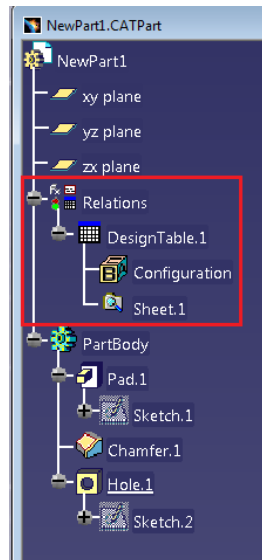 NewPart1.CATPart
NewPart1
xy plane
yz plane
zx plane
Relations
DesignTable.1
Configuration
Sheet.1
PartBody
Pad.1
Sketch.1
Chamfer.1
Hole.1
Sketch.2